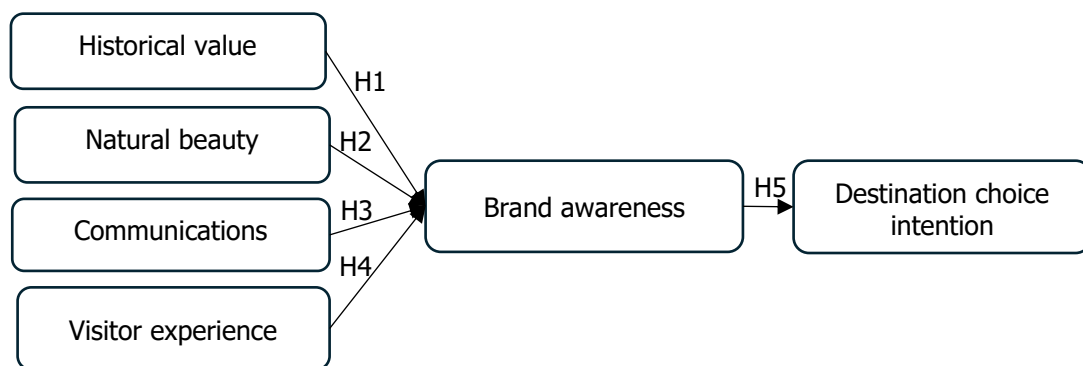 Historical value
H1
Natural beauty
H2
Communications
H3
H4
Visitor experience
Brand awareness
H5
Destination choice
intention